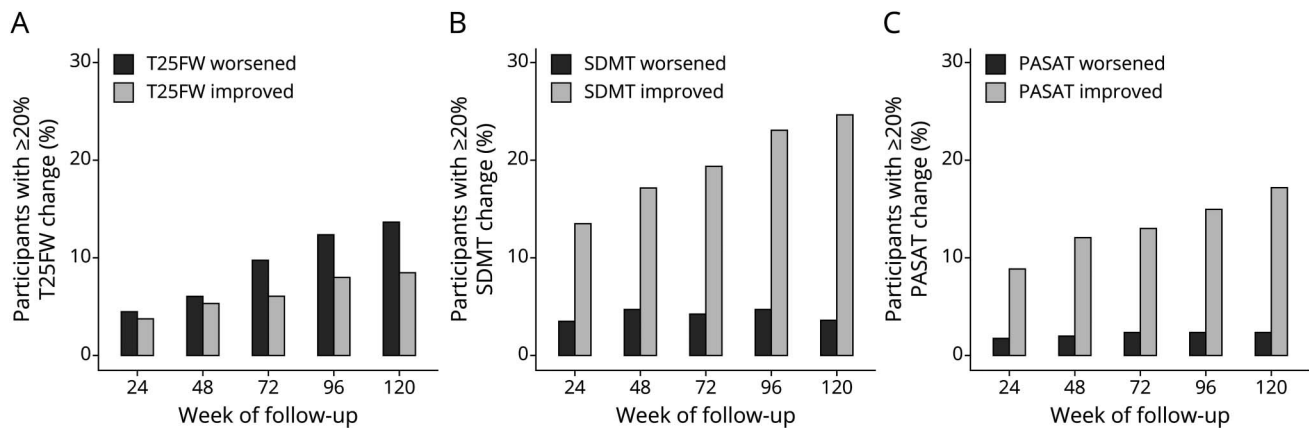 A
Participants with ≥20%
T25FW change (%)
30
20
10
0
T25FW worsened
T25FW improved
24 48 72 96 120
Week of follow-up
B
Participants with ≥20%
SDMT change (%)
30
20
10
0
SDMT worsened
SDMT improved
24 48 72 96 120
Week of follow-up
C
Participants with ≥20%
PASAT change (%)
30
20
10
0
PASAT worsened
PASAT improved
24 48 72 96 120
Week of follow-up